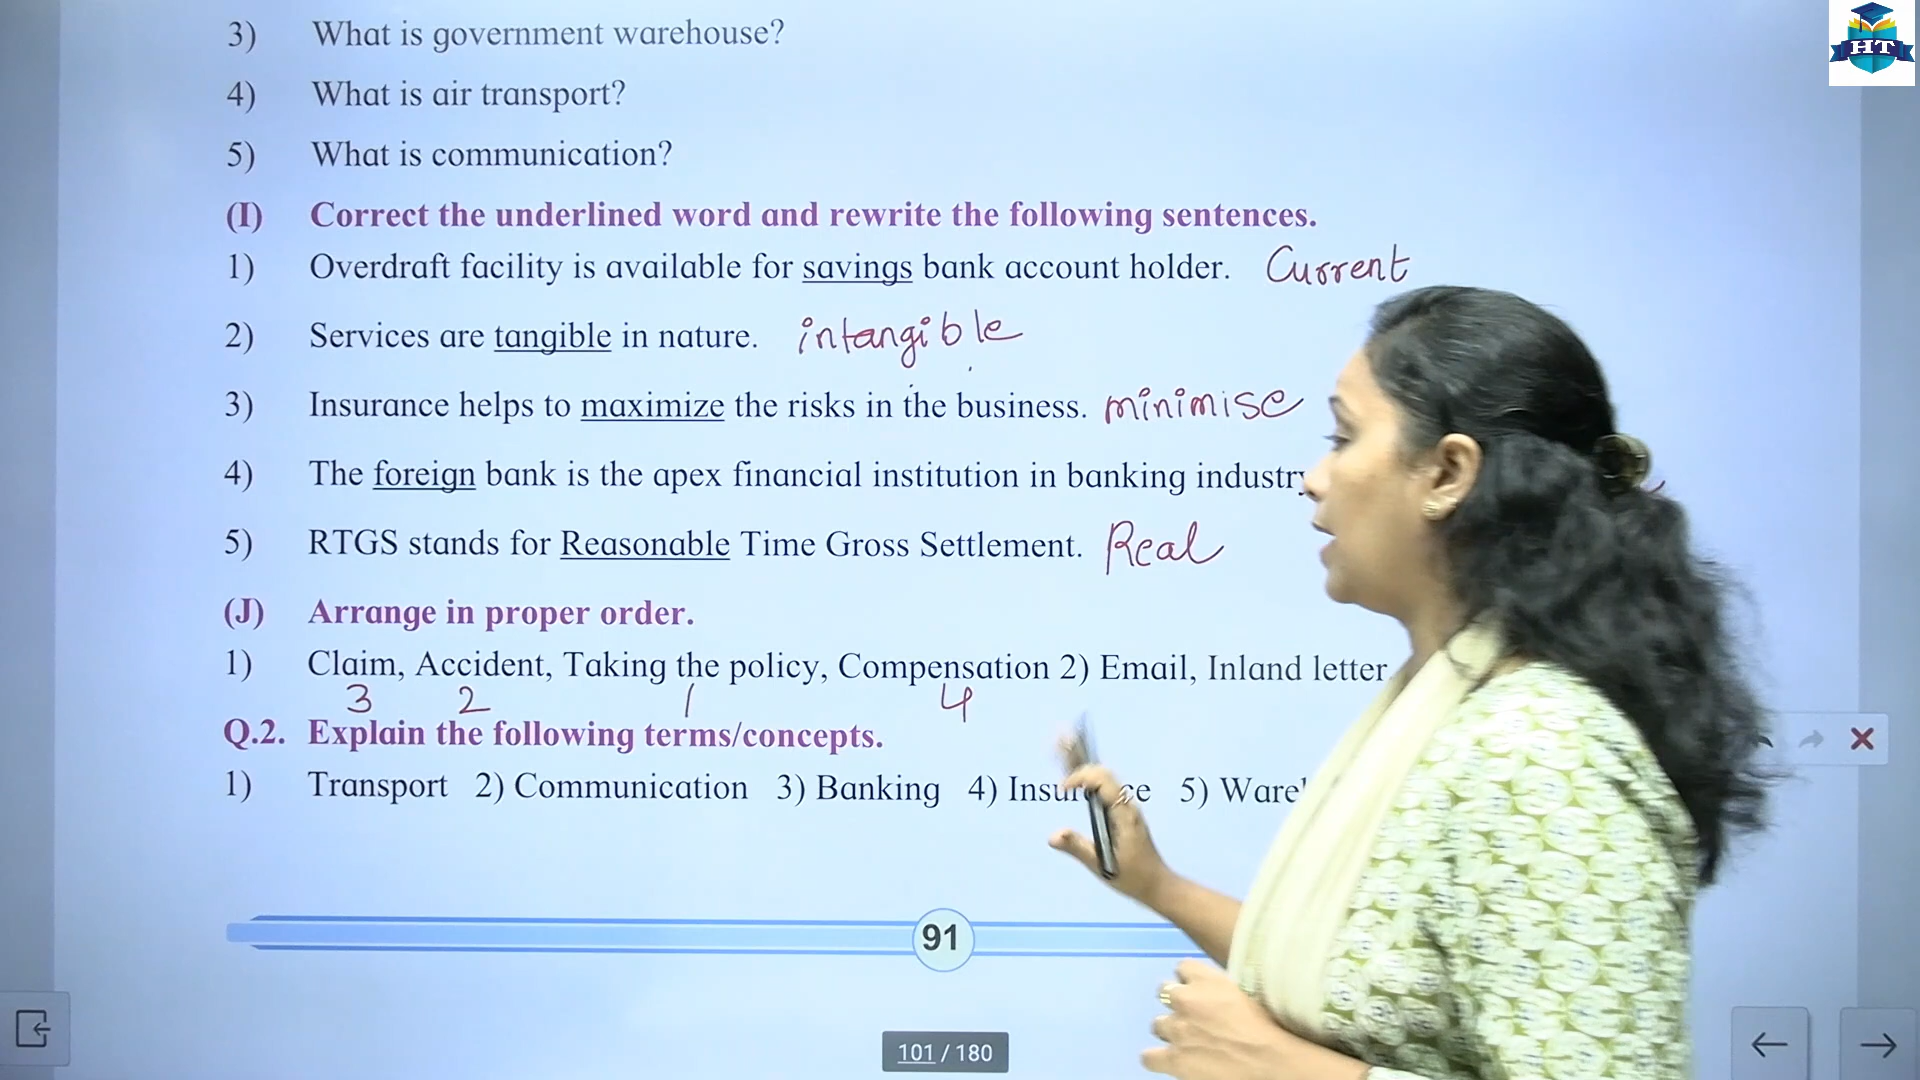 HT
3) What is government warehouse?
4) What is air transport?
5) What is communication?
(I) Correct the underlined word and rewrite the following sentences.
1) Overdraft facility is available for savings bank account holder. Current
2) Services are tangible in nature. intangible
3) Insurance helps to maximize the risks in the business. minimise
4) The foreign bank is the apex financial institution in banking
5) RTGS stands for Reasonable Time Gross Settlement. Real
(J) Arrange in proper order.
1) Claim, Accident, Taking the policy, Compensation 2) Email, Inland letter
3 2 1 4
Q.2. Explain the following terms/concepts.
1) Transport 2) Communication 3) Banking 4) 5)
91
101 / 180